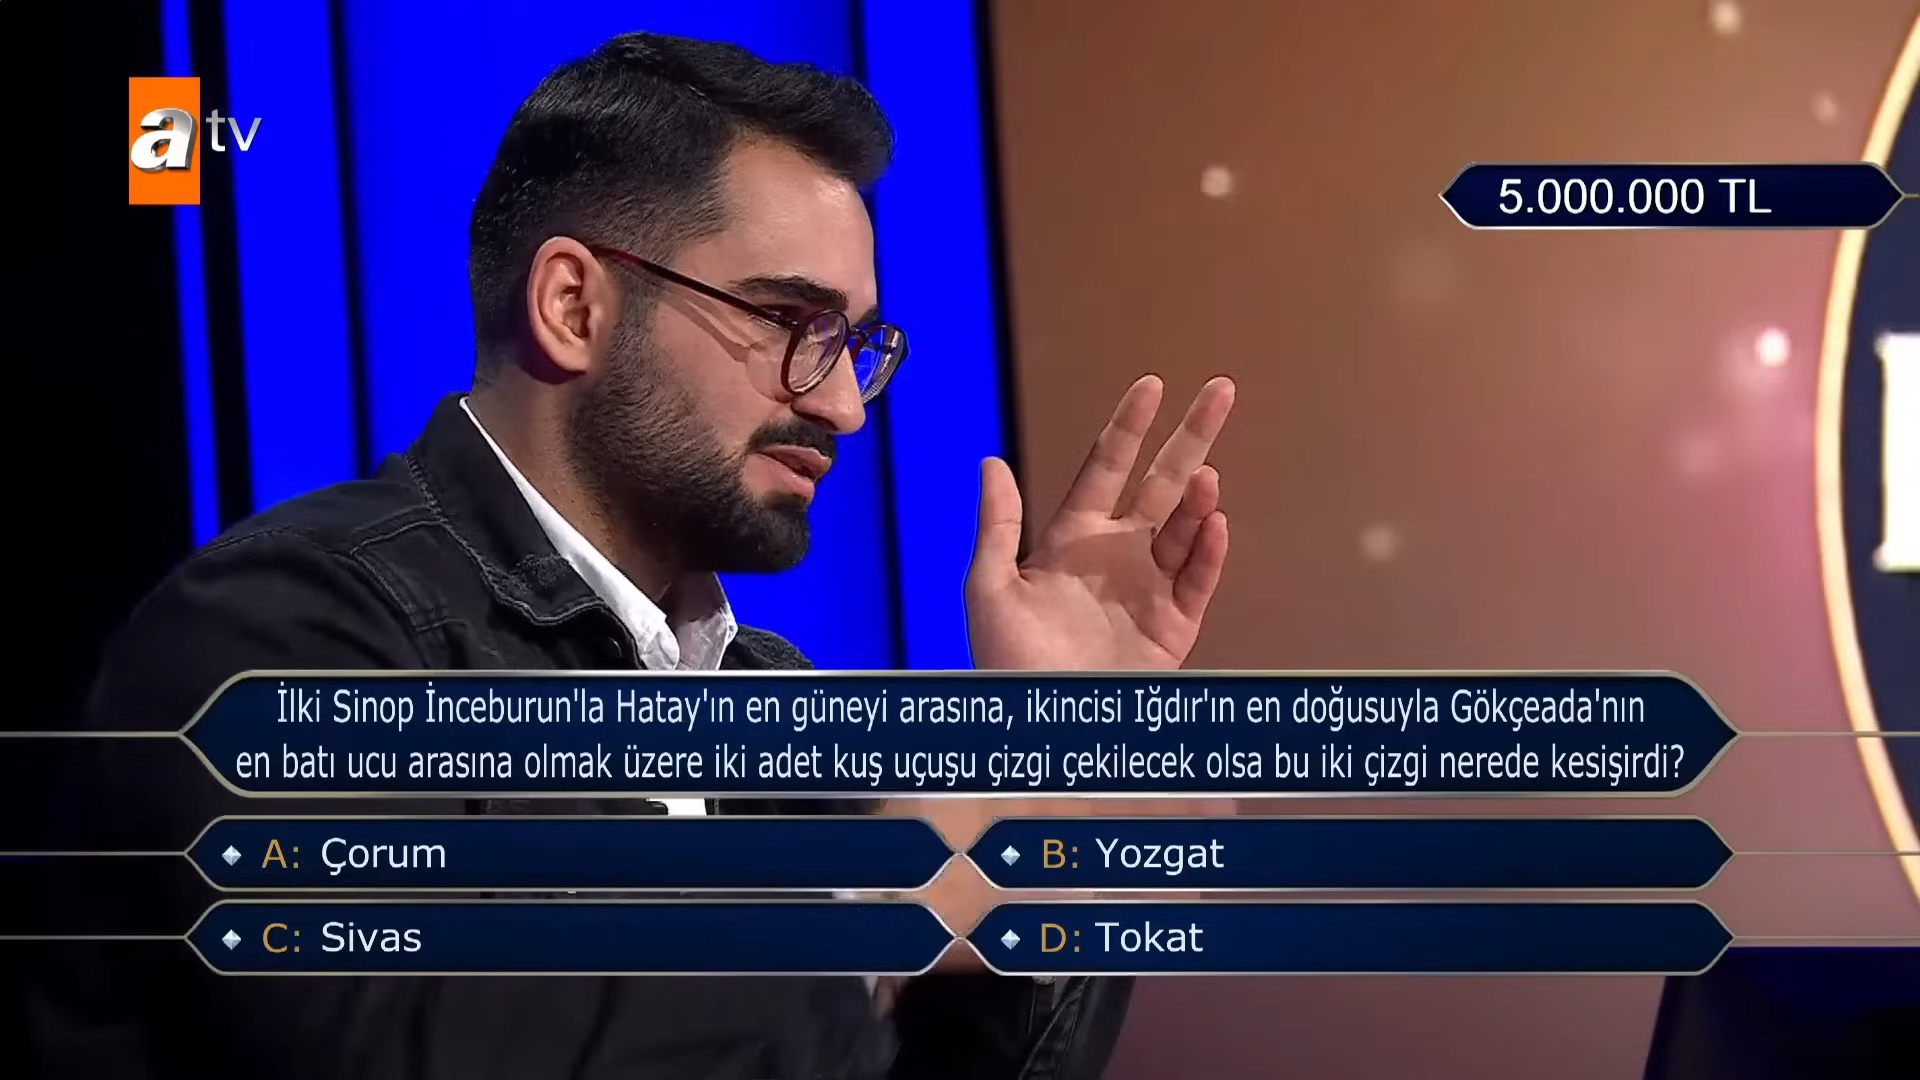 atv
5.000.000 TL
İlki Sinop İnceburun'la Hatay'ın en güneyi arasına, ikincisi Iğdır'ın en doğusuyla Gökçeada'nın
en batı ucu arasına olmak üzere iki adet kuş uçuşu çizgi çekilecek olsa bu iki çizgi nerede kesişirdi?
A: Çorum
B: Yozgat
C: Sivas
D: Tokat